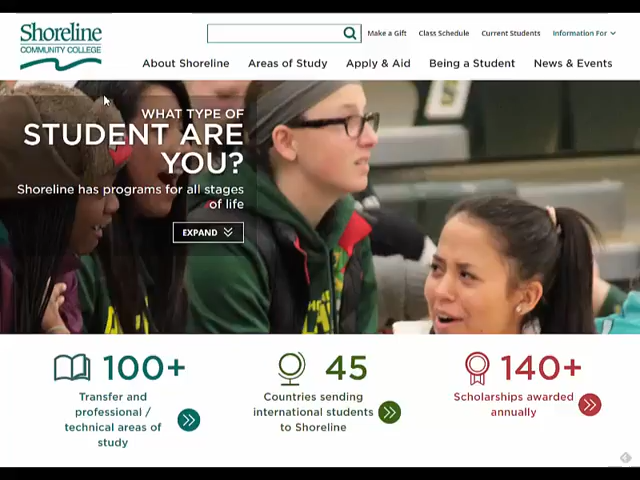 Shoreline
COMMUNITY COLLEGE
Make a Gift
Class Schedule
Current Students
Information For
About Shoreline
Areas of Study
Apply & Aid
Being a Student
News & Events
WHAT TYPE OF
STUDENT ARE
YOU?
Shoreline has programs for all stages
of life
EXPAND
100+
Transfer and
professional /
technical areas of
study
45
Countries sending
international students
to Shoreline
140+
Scholarships awarded
annually